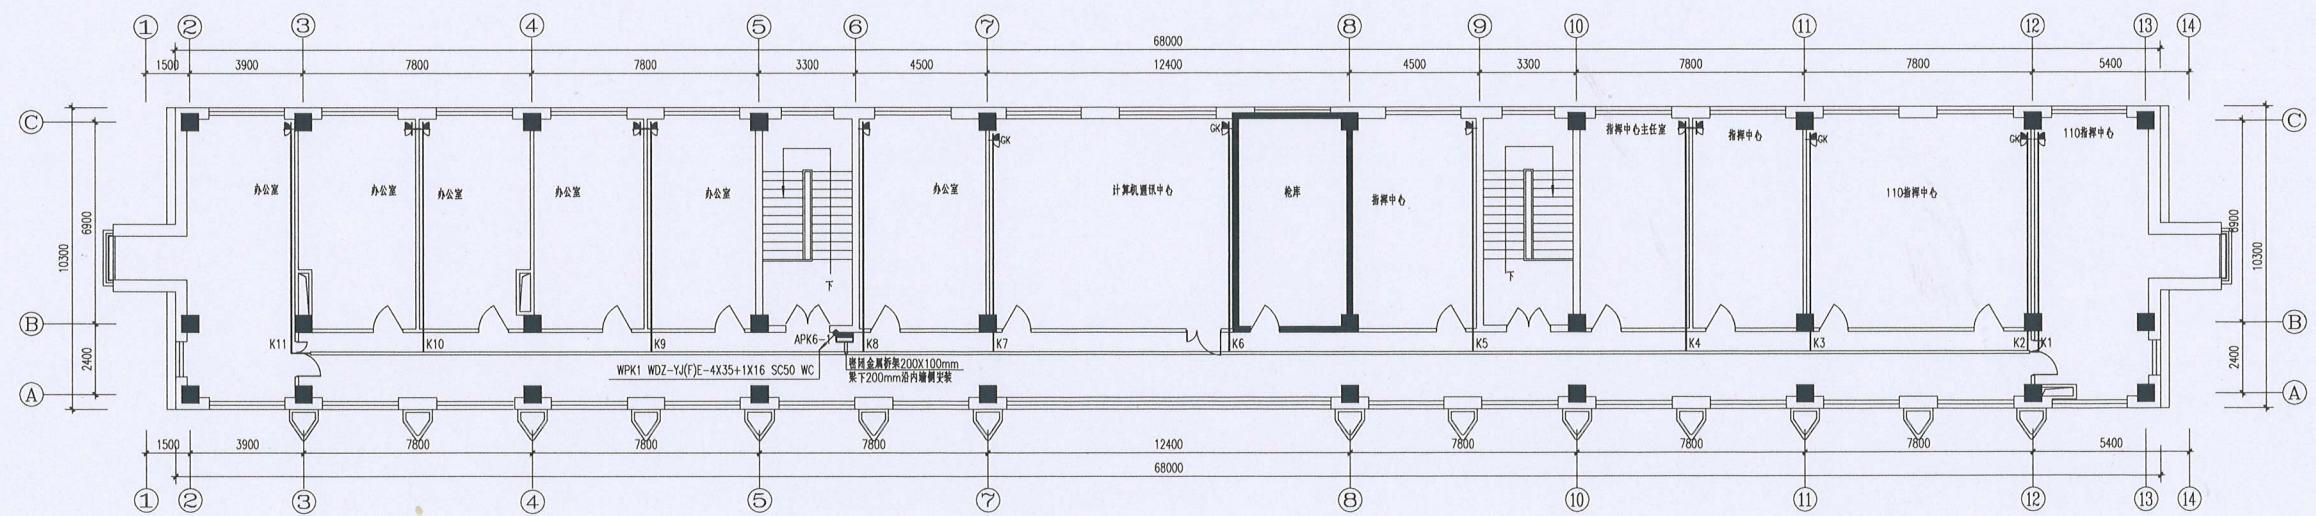 ① ② ③ ④ ⑤ ⑥ ⑦ ⑧ ⑨ ⑩ ⑪ ⑫ ⑬ ⑭
68000
1500 3900 7800 7800 3300 4500 12400 4500 3300 7800 7800 5400
Ⓒ Ⓒ
GK GK GK GK
指挥中心主任室 指挥中心 110指挥中心
办公室 办公室 办公室 办公室 办公室 办公室 计算机通讯中心 枪库 指挥中心 110指挥中心
6900 10300 6900 10300
下 下
Ⓑ Ⓑ
K11 K10 K9 APK6-1 K8 K7 K6 K5 K4 K3 K2 K1
2400 2400
WPK1 WDZ-YJ(F)E-4X35+1X16 SC50 WC
密闭金属桥架200X100mm
梁下200mm沿内墙侧安装
Ⓐ Ⓐ
1500 3900 7800 7800 12400 7800 7800 7800 5400
68000
① ② ③ ④ ⑤ ⑦ ⑧ ⑩ ⑪ ⑫ ⑬ ⑭